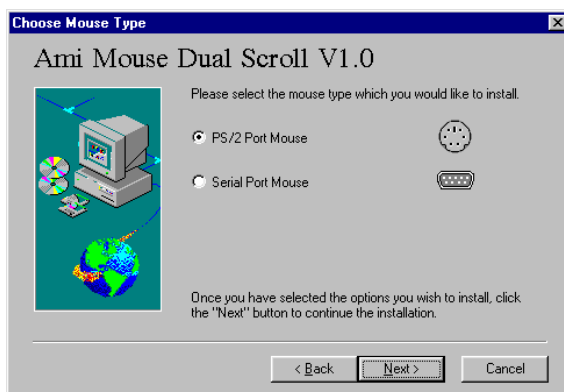 Choose Mouse Type
Ami Mouse Dual Scroll V1.0
Please select the mouse type which you would like to install.
PS/2 Port Mouse
Serial Port Mouse
Once you have selected the options you wish to install, click
the "Next" button to continue the installation.
< Back
Next >
Cancel